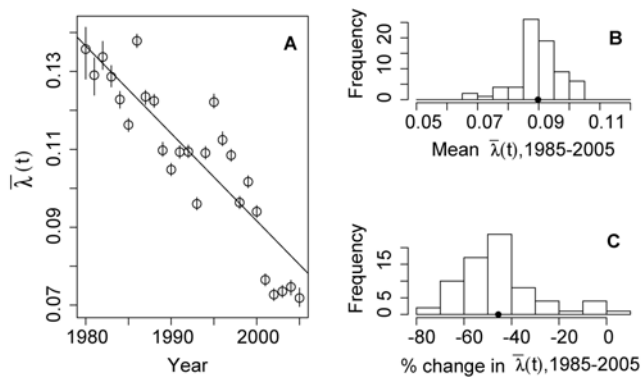 A
0.13
0.11
0.09
0.07
λ̅(t)
1980
1990
2000
Year
B
Frequency
0
20
0.05
0.07
0.09
0.11
Mean λ̅(t), 1985-2005
C
Frequency
0
5
15
-80
-60
-40
-20
0
% change in λ̅(t), 1985-2005